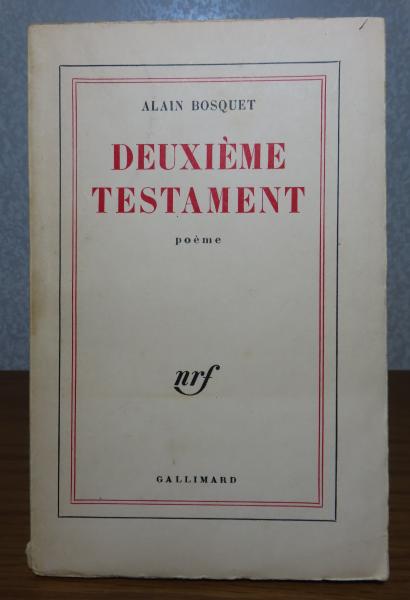 ALAIN BOSQUET
DEUXIÈME
TESTAMENT
poème
nrf
GALLIMARD